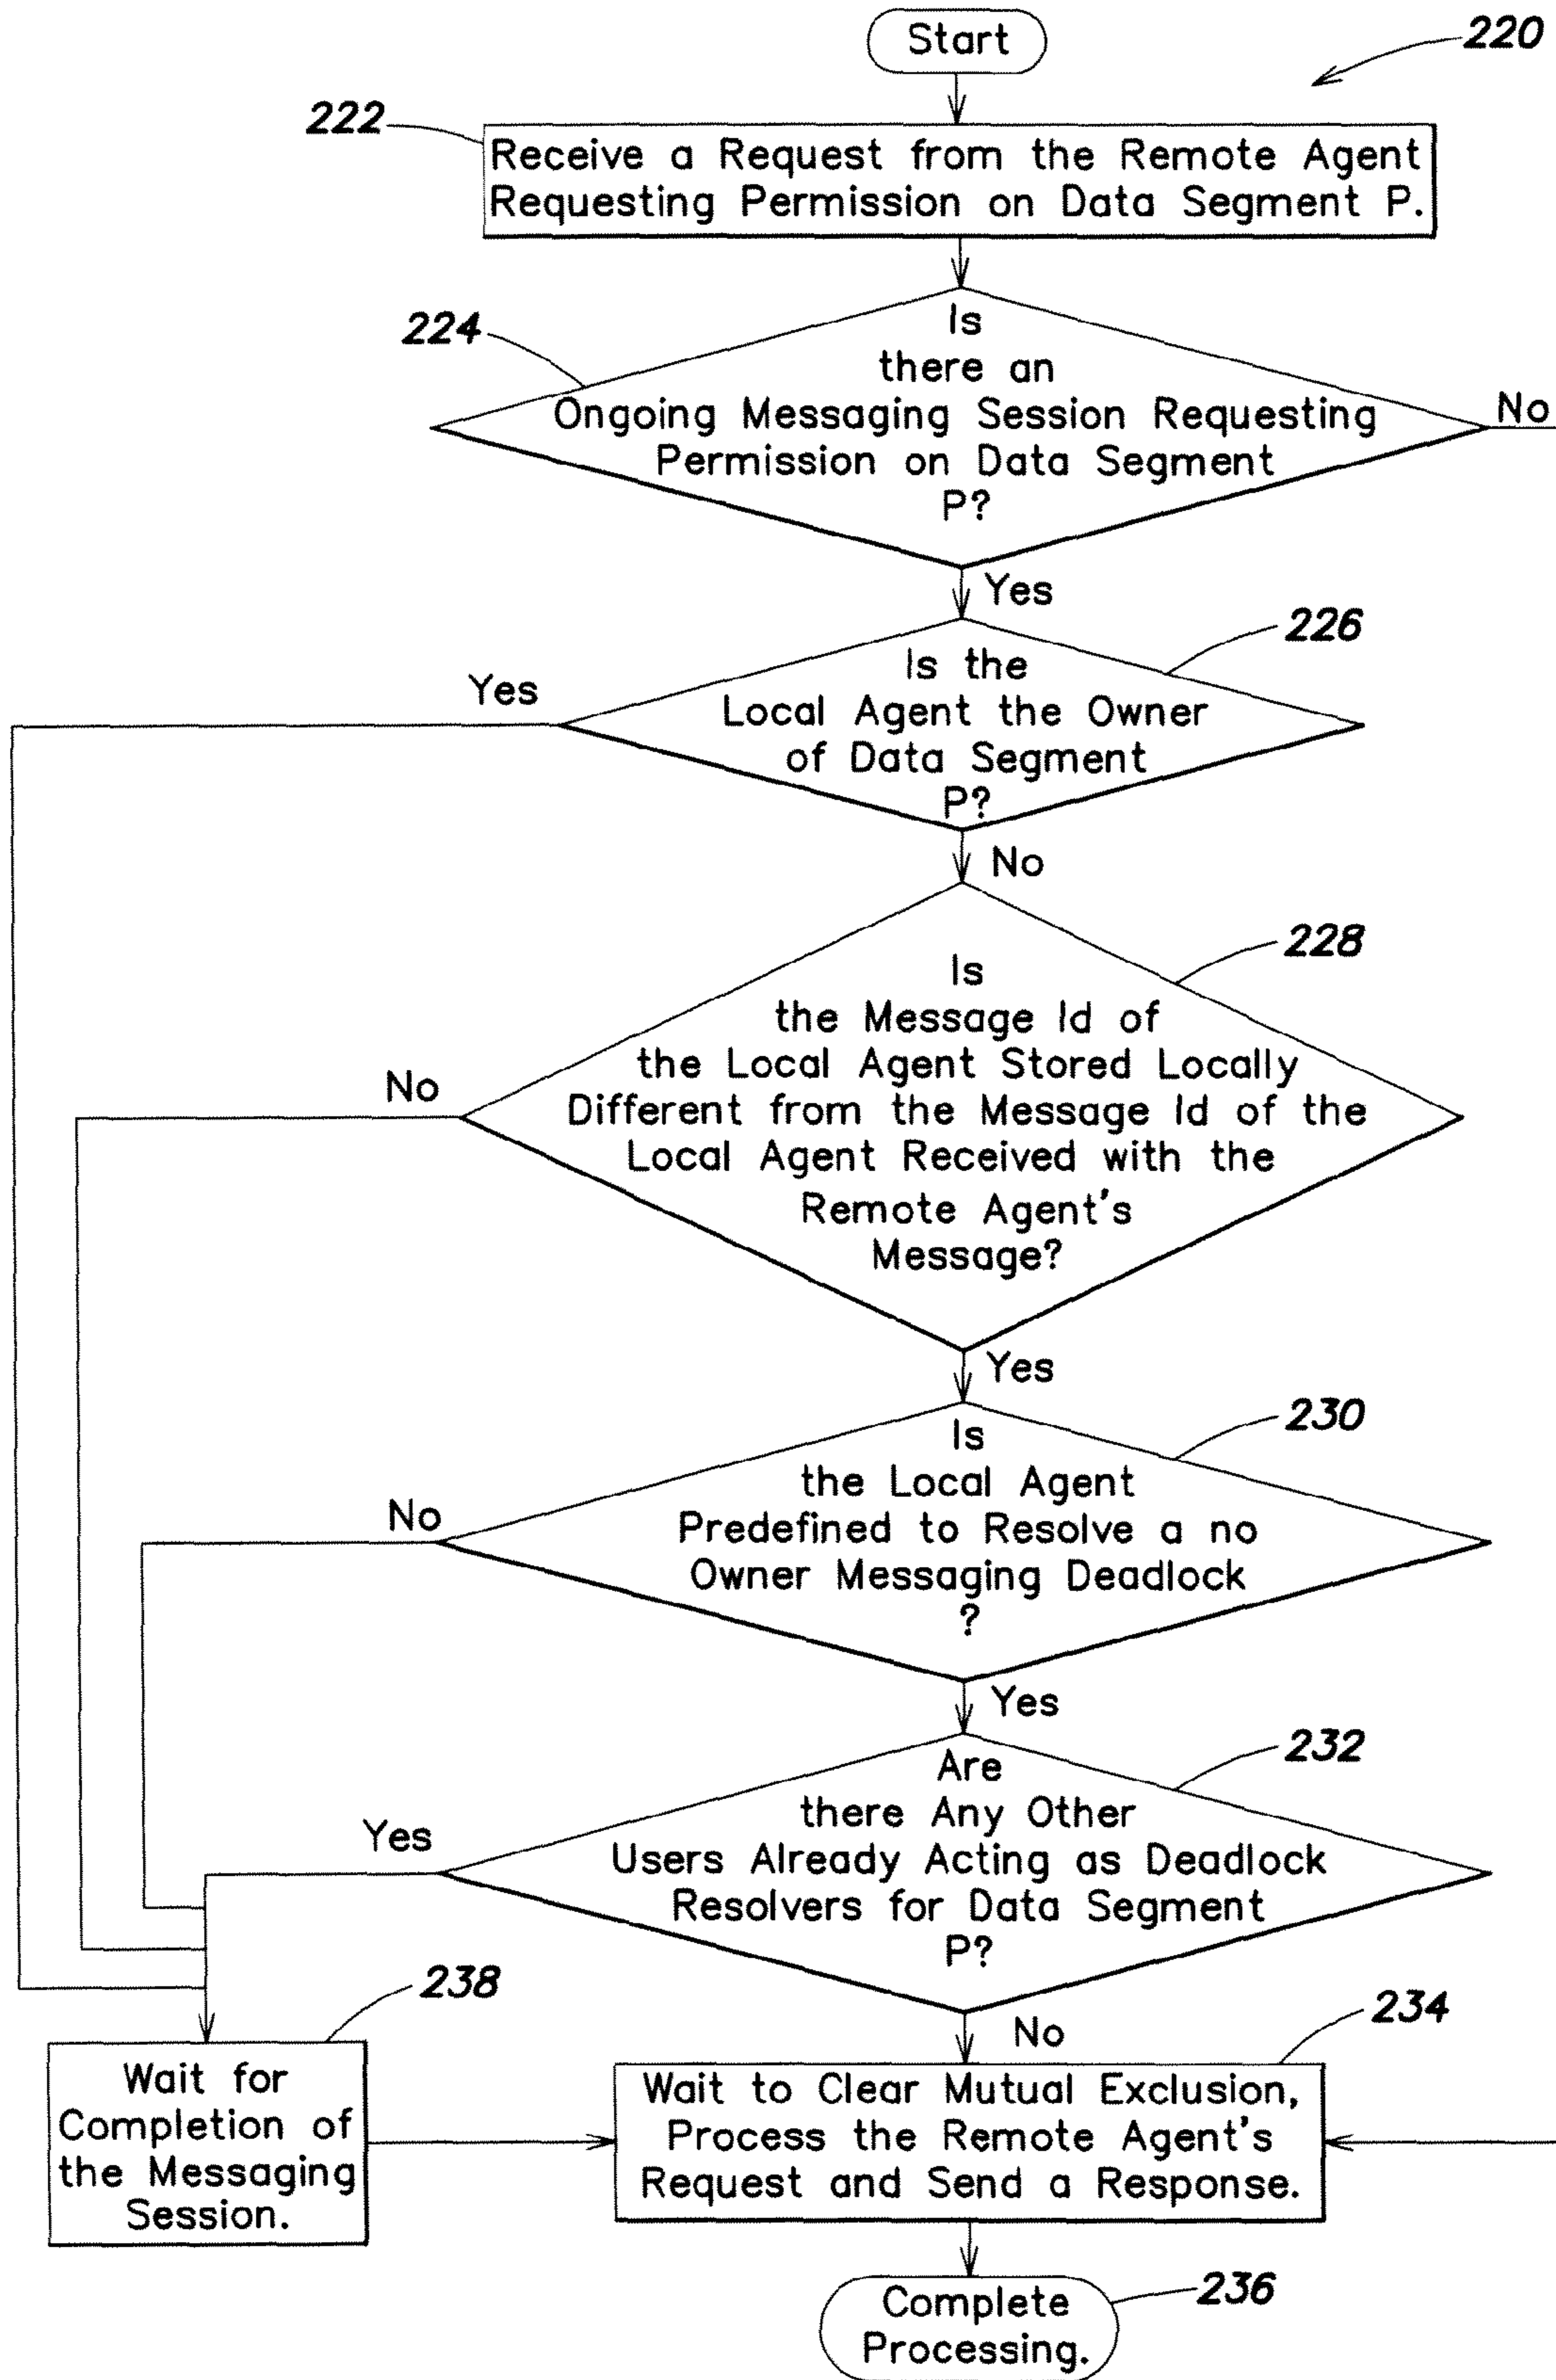 Start
220
222
Receive a Request from the Remote Agent
Requesting Permission on Data Segment P.
224
Is
there an
Ongoing Messaging Session Requesting
Permission on Data Segment
P?
No
Yes
226
Is the
Local Agent the Owner
of Data Segment
P?
Yes
No
228
Is
the Message Id of
the Local Agent Stored Locally
Different from the Message Id of the
Local Agent Received with the
Remote Agent's
Message?
No
Yes
230
Is
the Local Agent
Predefined to Resolve a no
Owner Messaging Deadlock
?
No
Yes
232
Are
there Any Other
Users Already Acting as Deadlock
Resolvers for Data Segment
P?
Yes
No
238
Wait for
Completion of
the Messaging
Session.
234
Wait to Clear Mutual Exclusion,
Process the Remote Agent's
Request and Send a Response.
236
Complete
Processing.